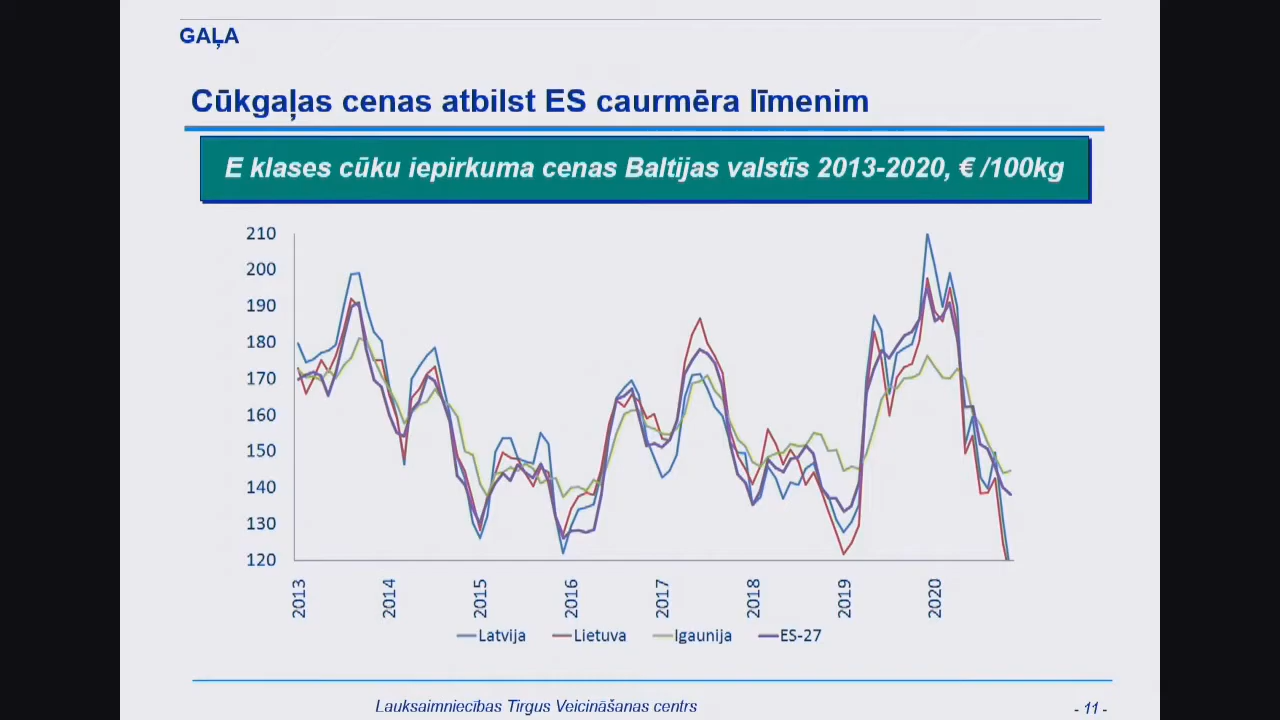 GAĻA
Cūkgaļas cenas atbilst ES caurmēra līmenim
E klases cūku iepirkuma cenas Baltijas valstīs 2013-2020, € /100kg
210
200
190
180
170
160
150
140
130
120
2013 2014 2015 2016 2017 2018 2019 2020
Latvija Lietuva Igaunija ES-27
Lauksaimniecības Tirgus Veicināšanas centrs
- 11 -